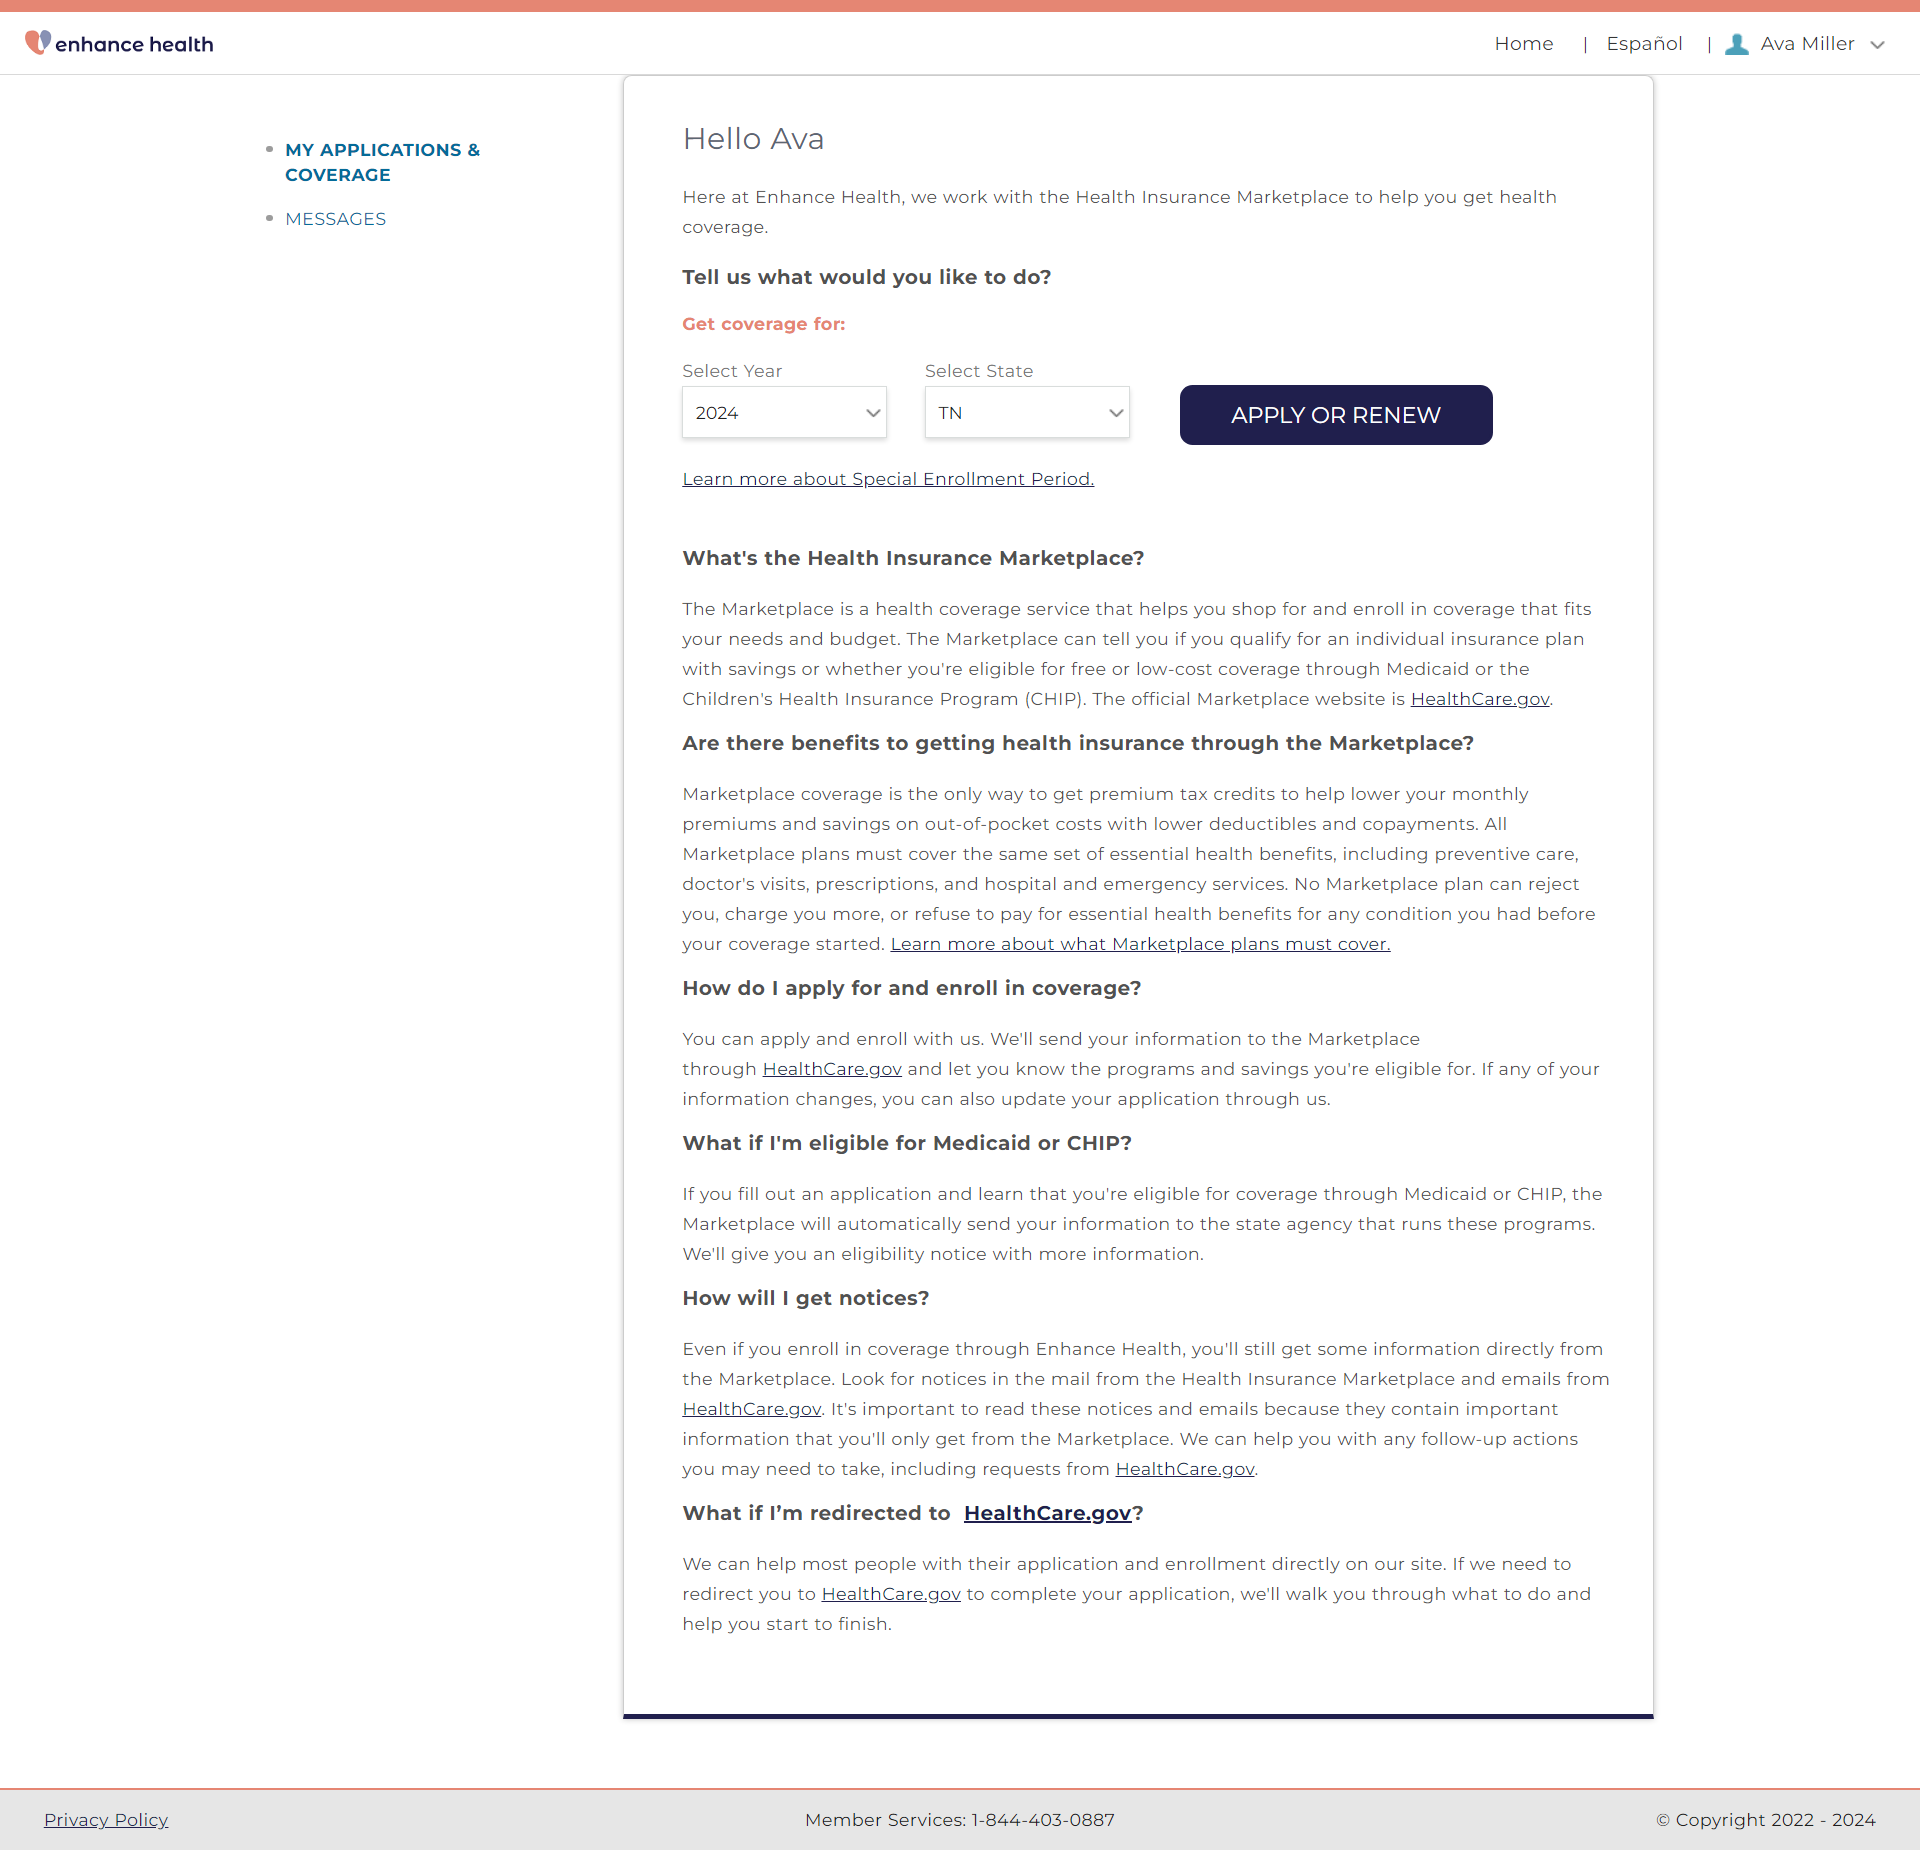 enhance health
Home | Español | Ava Miller
MY APPLICATIONS &
COVERAGE
MESSAGES
Hello Ava
Here at Enhance Health, we work with the Health Insurance Marketplace to help you get health
coverage.
Tell us what would you like to do?
Get coverage for:
Select Year Select State
2024 TN APPLY OR RENEW
Learn more about Special Enrollment Period.
What's the Health Insurance Marketplace?
The Marketplace is a health coverage service that helps you shop for and enroll in coverage that fits
your needs and budget. The Marketplace can tell you if you qualify for an individual insurance plan
with savings or whether you're eligible for free or low-cost coverage through Medicaid or the
Children's Health Insurance Program (CHIP). The official Marketplace website is HealthCare.gov.
Are there benefits to getting health insurance through the Marketplace?
Marketplace coverage is the only way to get premium tax credits to help lower your monthly
premiums and savings on out-of-pocket costs with lower deductibles and copayments. All
Marketplace plans must cover the same set of essential health benefits, including preventive care,
doctor's visits, prescriptions, and hospital and emergency services. No Marketplace plan can reject
you, charge you more, or refuse to pay for essential health benefits for any condition you had before
your coverage started. Learn more about what Marketplace plans must cover.
How do I apply for and enroll in coverage?
You can apply and enroll with us. We'll send your information to the Marketplace
through HealthCare.gov and let you know the programs and savings you're eligible for. If any of your
information changes, you can also update your application through us.
What if I'm eligible for Medicaid or CHIP?
If you fill out an application and learn that you're eligible for coverage through Medicaid or CHIP, the
Marketplace will automatically send your information to the state agency that runs these programs.
We'll give you an eligibility notice with more information.
How will I get notices?
Even if you enroll in coverage through Enhance Health, you'll still get some information directly from
the Marketplace. Look for notices in the mail from the Health Insurance Marketplace and emails from
HealthCare.gov. It's important to read these notices and emails because they contain important
information that you'll only get from the Marketplace. We can help you with any follow-up actions
you may need to take, including requests from HealthCare.gov.
What if I’m redirected to HealthCare.gov?
We can help most people with their application and enrollment directly on our site. If we need to
redirect you to HealthCare.gov to complete your application, we'll walk you through what to do and
help you start to finish.
Privacy Policy Member Services: 1-844-403-0887 © Copyright 2022 - 2024